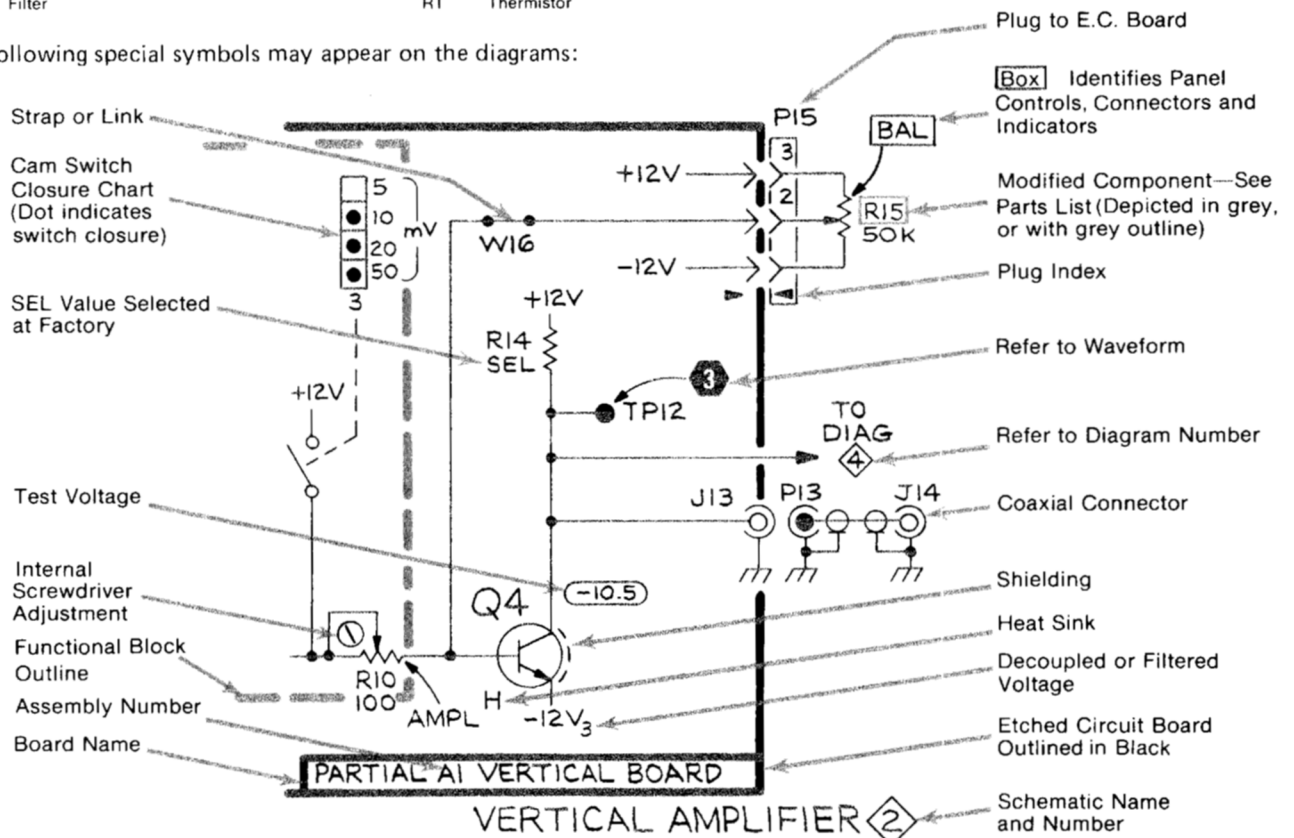 Filter
RT Thermistor
ollowing special symbols may appear on the diagrams:
Plug to E.C. Board
Box Identifies Panel
Controls, Connectors and
Indicators
Modified Component—See
Parts List (Depicted in grey,
or with grey outline)
Plug Index
Refer to Waveform
Refer to Diagram Number
Coaxial Connector
Shielding
Heat Sink
Decoupled or Filtered
Voltage
Etched Circuit Board
Outlined in Black
Schematic Name
and Number
Strap or Link
Cam Switch
Closure Chart
(Dot indicates
switch closure)
SEL Value Selected
at Factory
Test Voltage
Internal
Screwdriver
Adjustment
Functional Block
Outline
Assembly Number
Board Name
5
10
20
50
mV
3
+12V
W16
+12V
R14
SEL
+12V
-12V
P15
3
2
BAL
R15
50K
3
TP12
TO
DIAG
4
J13
P13
J14
-10.5
Q4
H
-12V3
R10
100
AMPL
PARTIAL A1 VERTICAL BOARD
VERTICAL AMPLIFIER 2